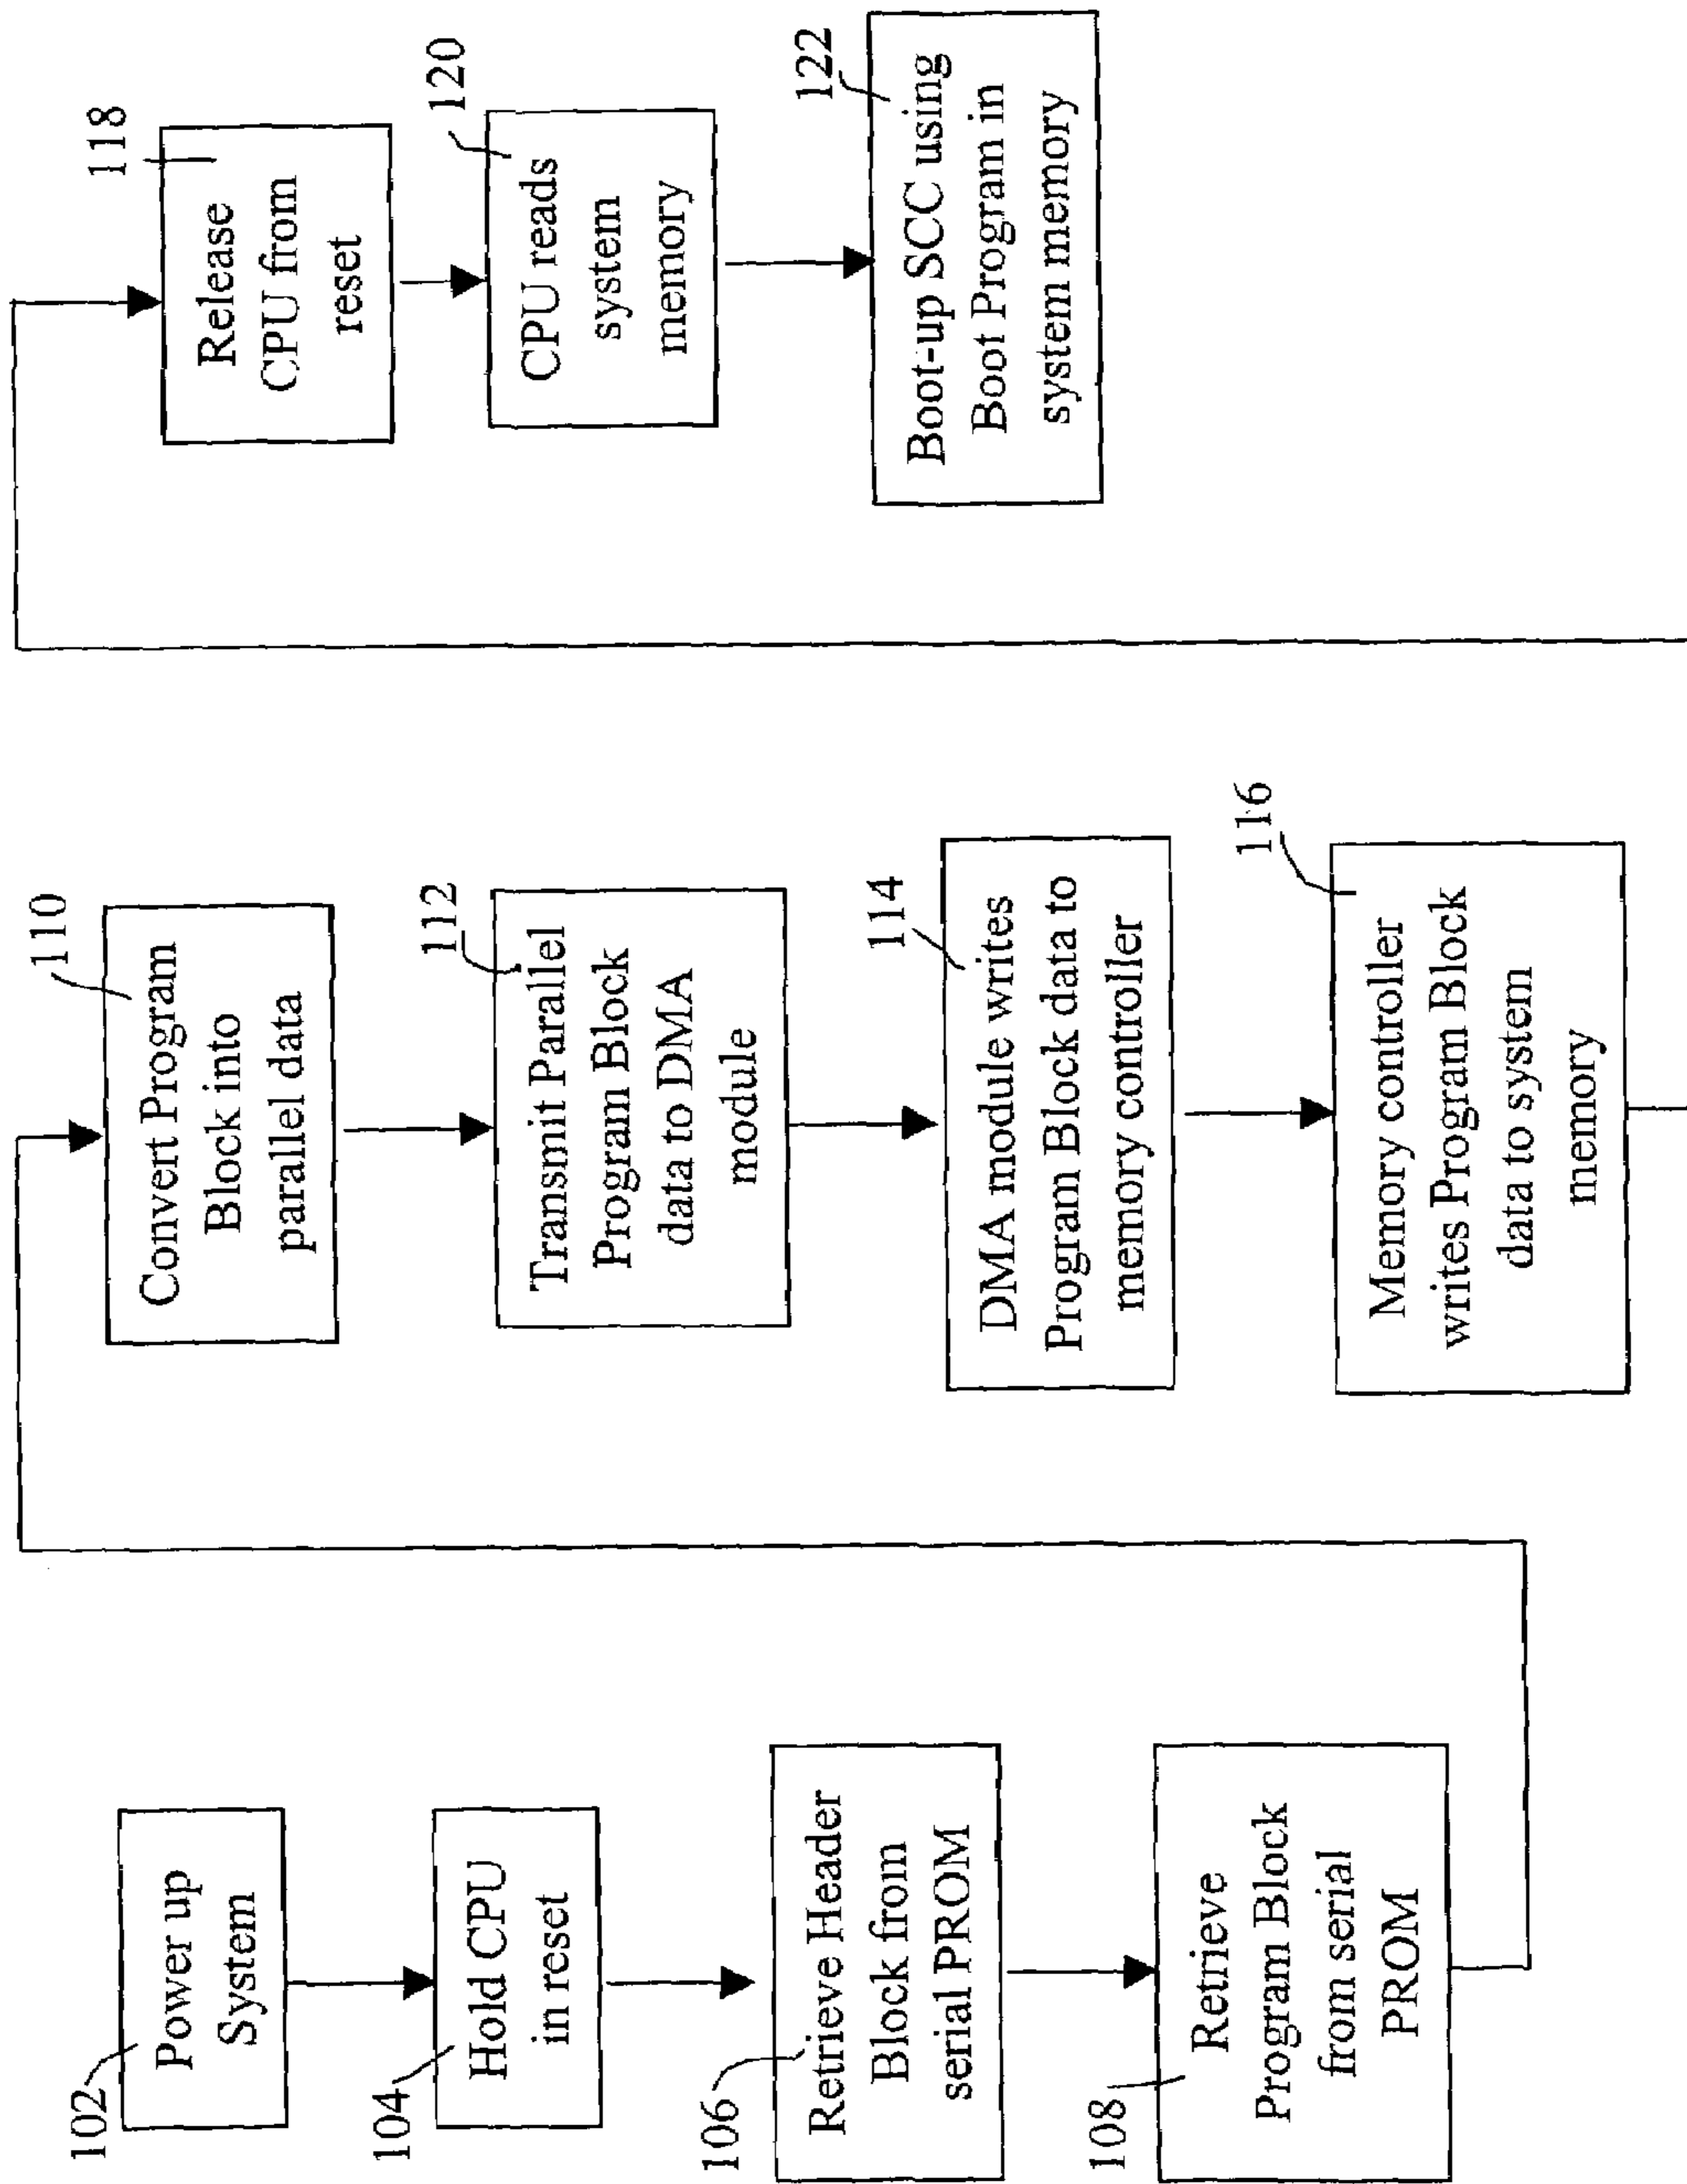 102
Power up
System
104
Hold CPU
in reset
106
Retrieve Header
Block from
serial PROM
108
Retrieve
Program Block
from serial
PROM
110
Convert Program
Block into
parallel data
112
Transmit Parallel
Program Block
data to DMA
module
114
DMA module writes
Program Block data to
memory controller
116
Memory controller
writes Program Block
data to system
memory
118
Release
CPU from
reset
120
CPU reads
system
memory
122
Boot-up SCC using
Boot Program in
system memory